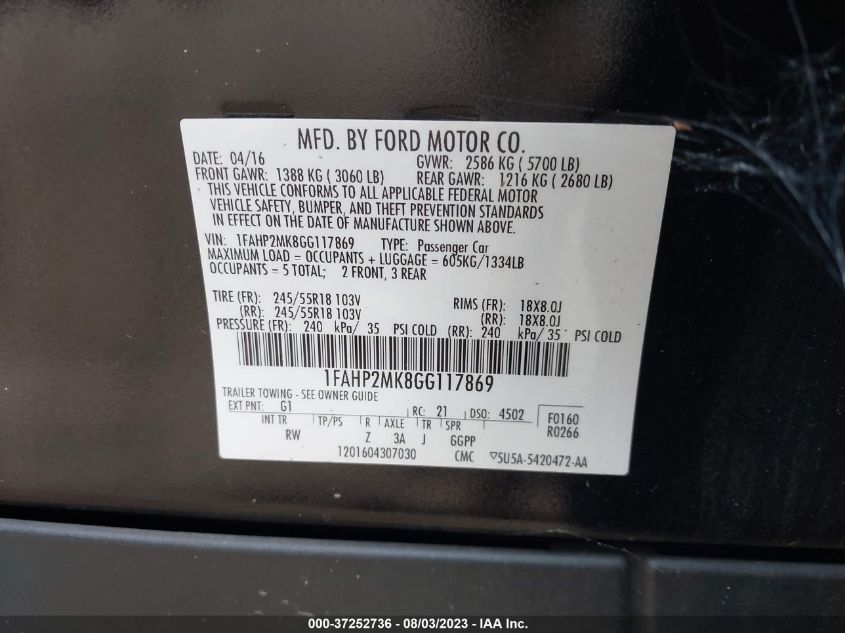 MFD. BY FORD MOTOR CO.
DATE: 04/16 GVWR: 2586 KG ( 5700 LB)
FRONT GAWR: 1388 KG ( 3060 LB) REAR GAWR: 1216 KG ( 2680 LB)
THIS VEHICLE CONFORMS TO ALL APPLICABLE FEDERAL MOTOR
VEHICLE SAFETY, BUMPER, AND THEFT PREVENTION STANDARDS
IN EFFECT ON THE DATE OF MANUFACTURE SHOWN ABOVE.
VIN: 1FAHP2MK8GG117869 TYPE: Passenger Car
MAXIMUM LOAD = OCCUPANTS + LUGGAGE = 605KG/1334LB
OCCUPANTS = 5 TOTAL; 2 FRONT, 3 REAR
TIRE (FR): 245/55R18 103V RIMS (FR): 18X8.0J
(RR): 245/55R18 103V (RR): 18X8.0J
PRESSURE (FR): 240 kPa/ 35 PSI COLD (RR): 240 kPa/ 35 PSI COLD
1FAHP2MK8GG117869
TRAILER TOWING - SEE OWNER GUIDE
EXT PNT: G1 RC: 21 DSO: 4502 F0160
INT TR TP/PS R AXLE TR SPR R0266
RW Z 3A J GGPP
1201604307030 CMC ▽5U5A-5420472-AA
000-37252736 - 08/03/2023 - IAA Inc.